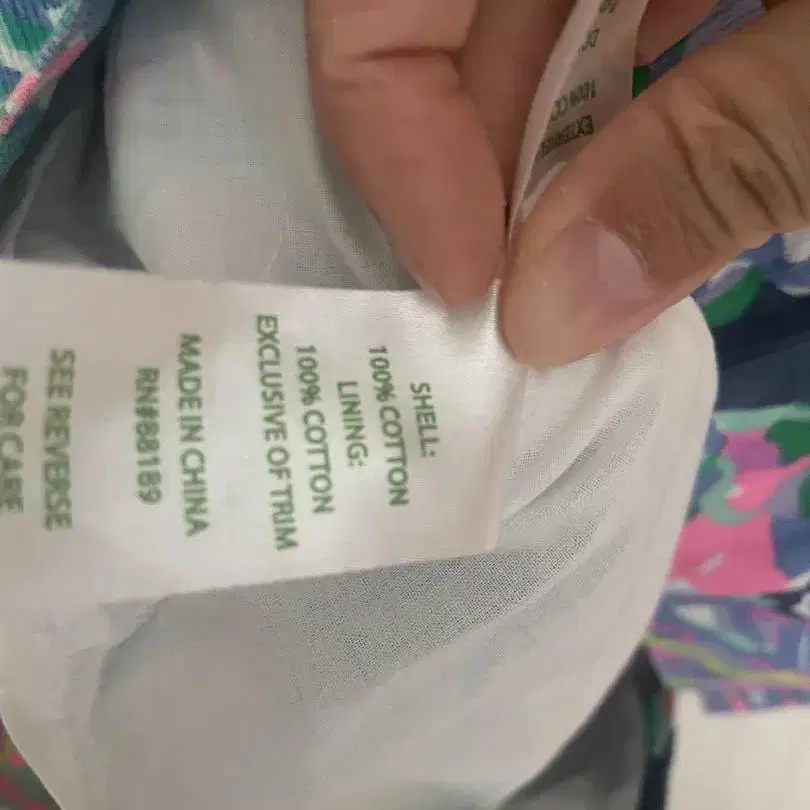 SHELL:
100% COTTON
LINING:
100% COTTON
EXCLUSIVE OF TRIM
MADE IN CHINA
RN#88189
SEE REVERSE
FOR CARE